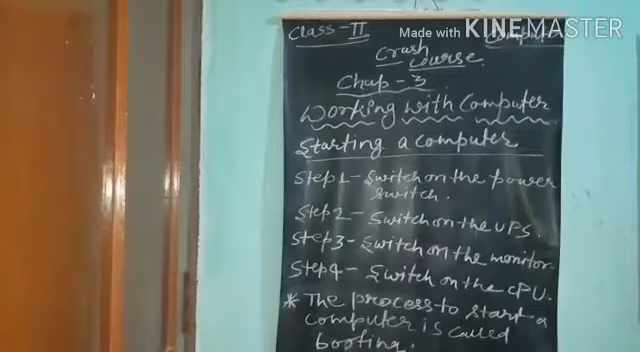 Made with KINEMASTER
Class-II
Crash
Course.
Chap-3
Working with Computer
Starting a computer
Step 1 - Switch on the power
switch.
Step 2 - Switch on the UPS.
Step 3 - Switch on the monitor.
Step 4 - Switch on the CPU.
* The process to start a
computer is called
booting.